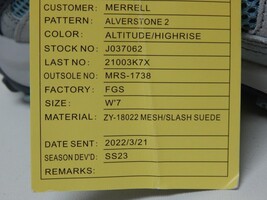 CUSTOMER: MERRELL
PATTERN: ALVERSTONE 2
COLOR: ALTITUDE/HIGHRISE
STOCK NO: J037062
LAST NO: 21003K7X
OUTSOLE NO: MRS-1738
FACTORY: FGS
SIZE: W'7
MATERIAL: ZY-18022 MESH/SLASH SUEDE
DATE SENT: 2022/3/21
SEASON DEV'D: SS23
REMARKS: